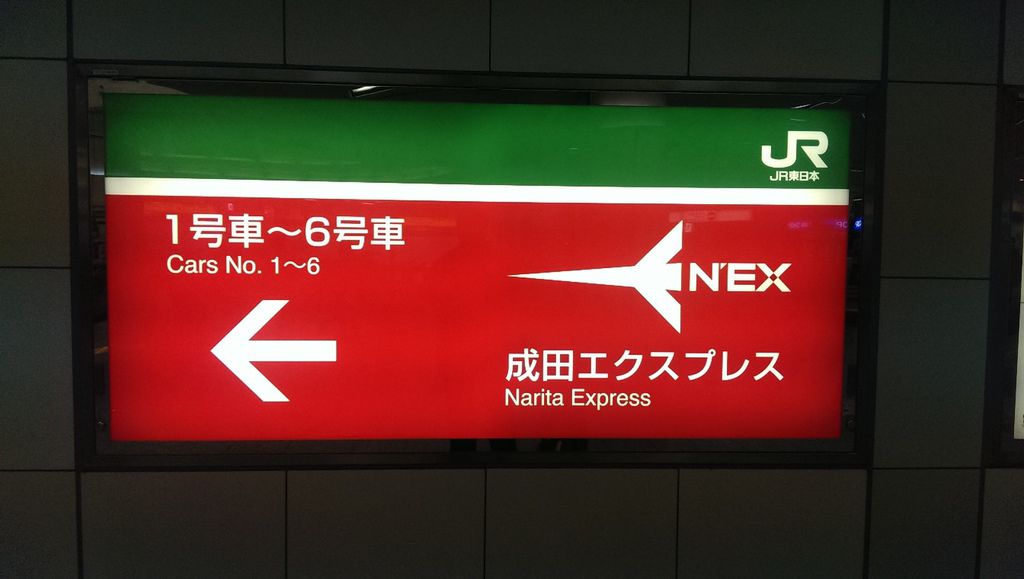 JR
JR東日本
1号車〜6号車
Cars No. 1〜6
N'EX
成田エクスプレス
Narita Express